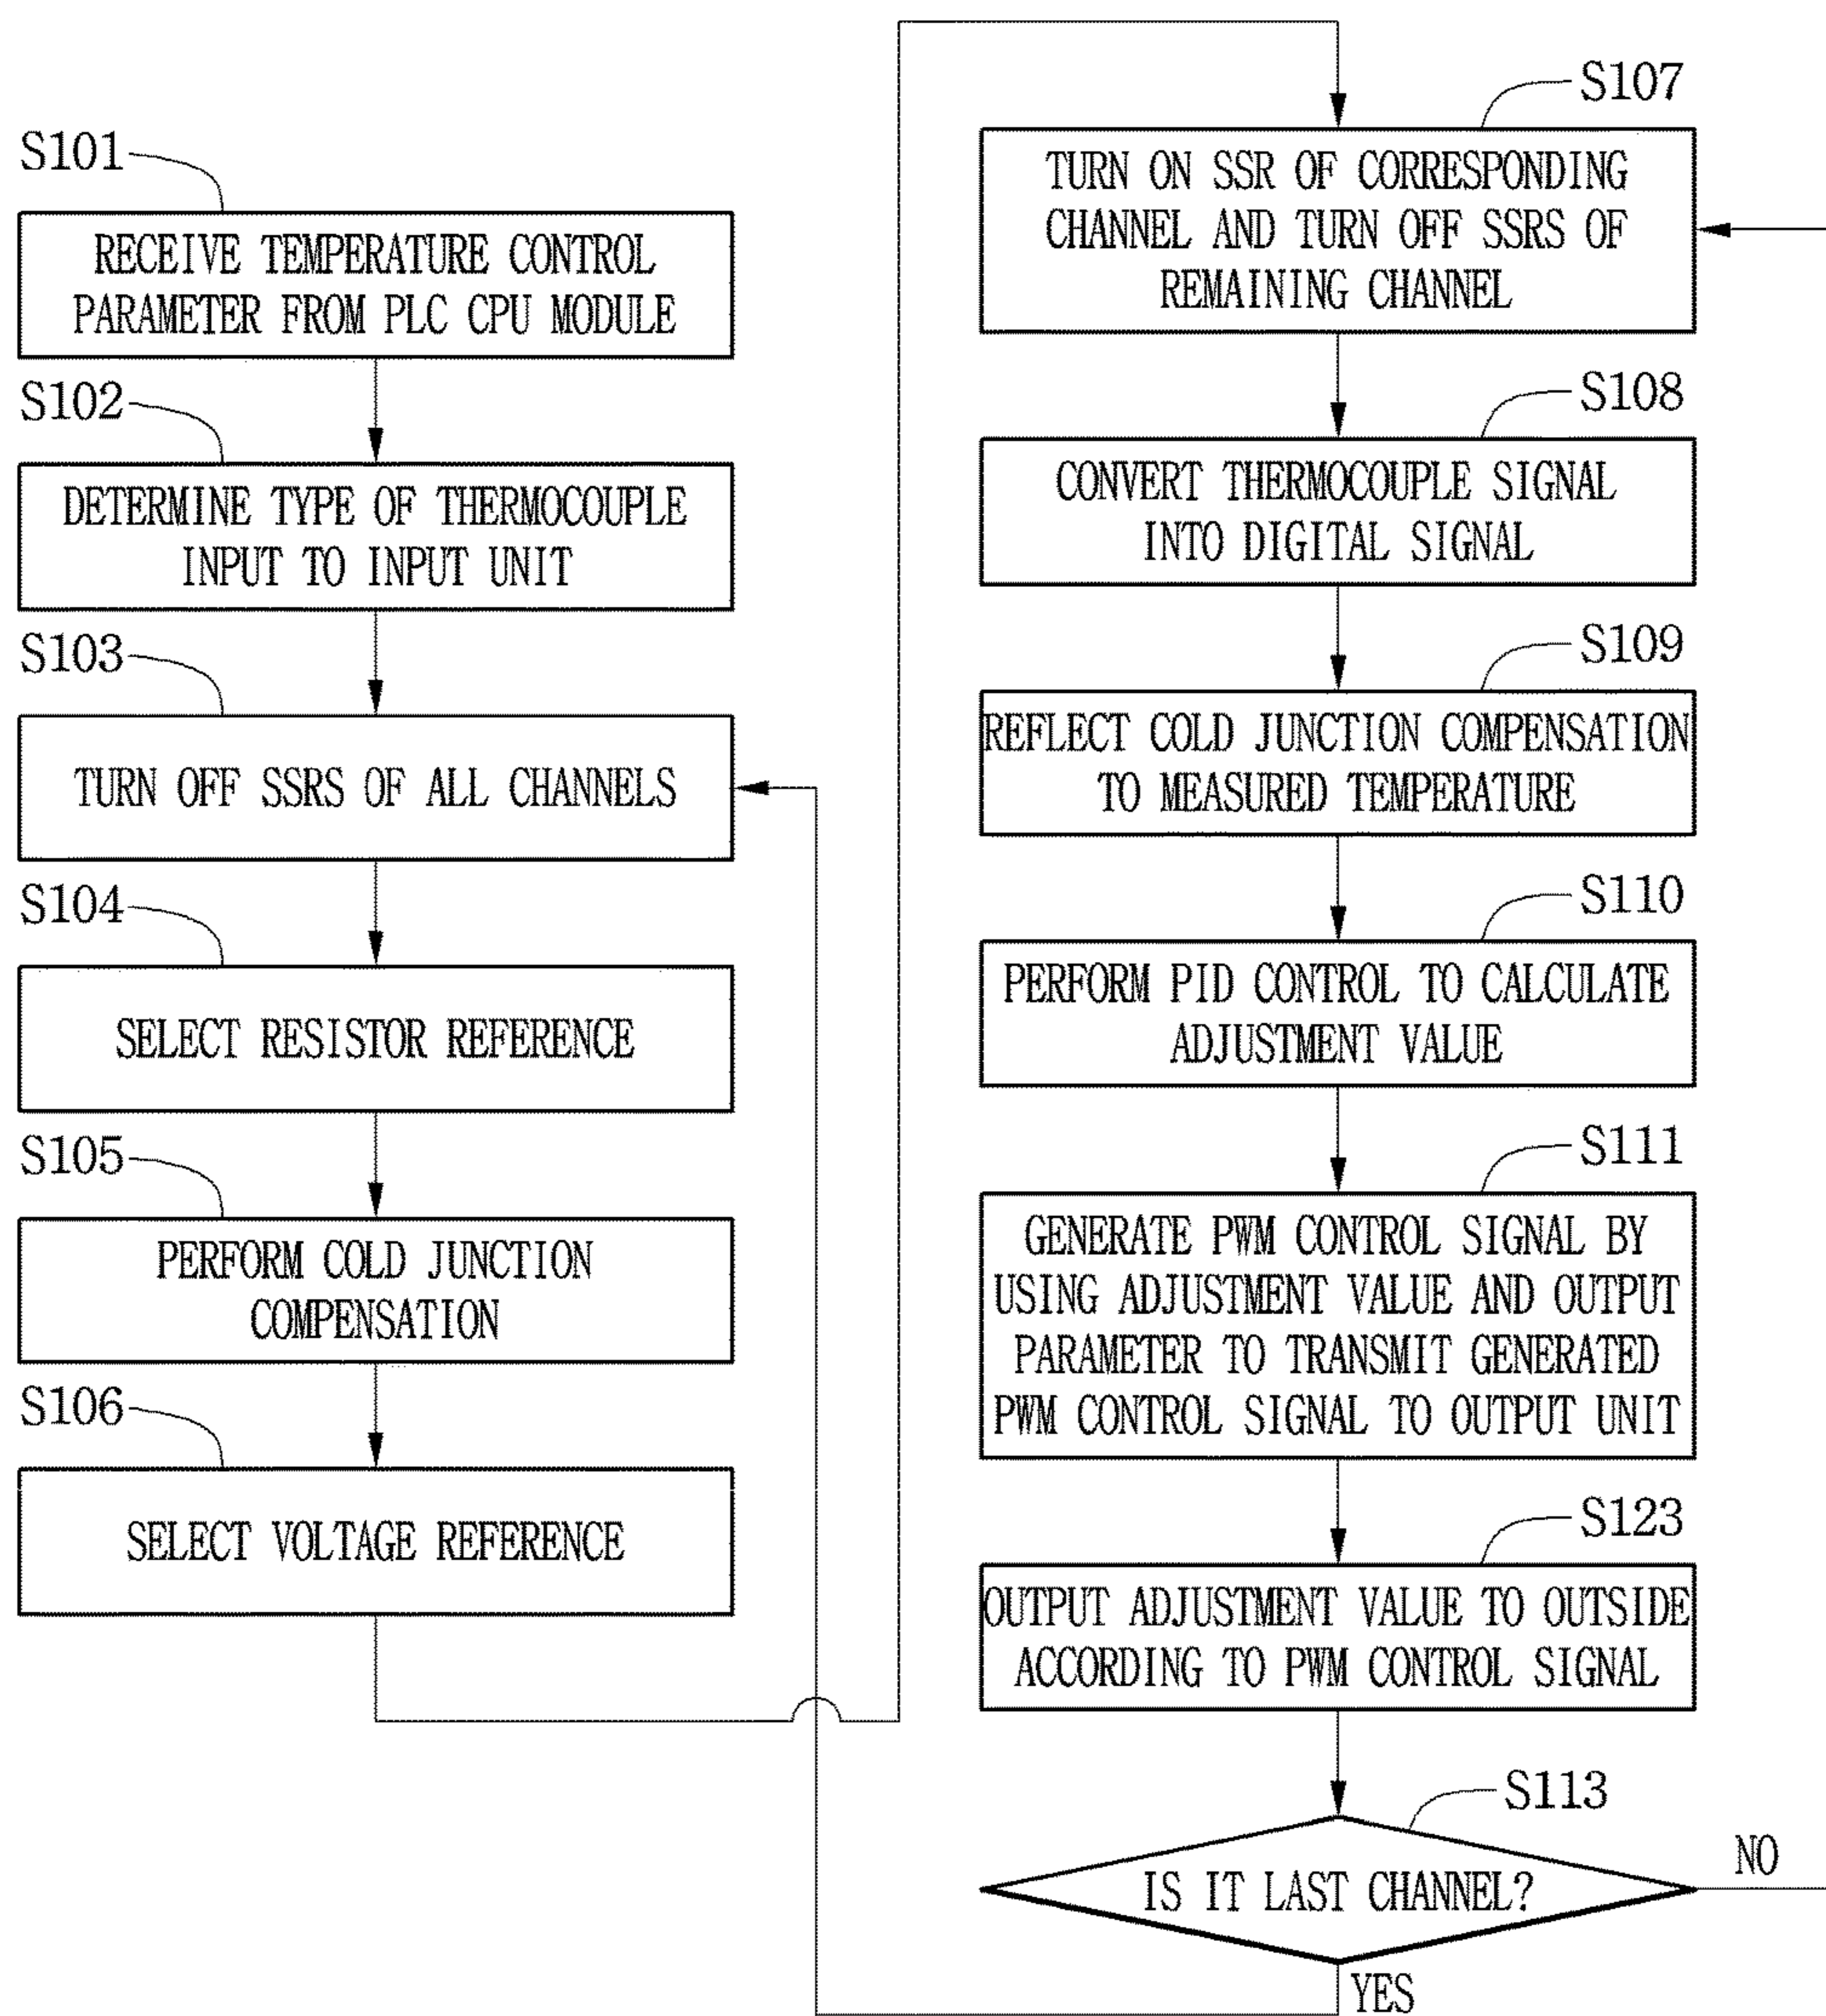 S101
RECEIVE TEMPERATURE CONTROL
PARAMETER FROM PLC CPU MODULE
S102
DETERMINE TYPE OF THERMOCOUPLE
INPUT TO INPUT UNIT
S103
TURN OFF SSRS OF ALL CHANNELS
S104
SELECT RESISTOR REFERENCE
S105
PERFORM COLD JUNCTION
COMPENSATION
S106
SELECT VOLTAGE REFERENCE
S107
TURN ON SSR OF CORRESPONDING
CHANNEL AND TURN OFF SSRS OF
REMAINING CHANNEL
S108
CONVERT THERMOCOUPLE SIGNAL
INTO DIGITAL SIGNAL
S109
REFLECT COLD JUNCTION COMPENSATION
TO MEASURED TEMPERATURE
S110
PERFORM PID CONTROL TO CALCULATE
ADJUSTMENT VALUE
S111
GENERATE PWM CONTROL SIGNAL BY
USING ADJUSTMENT VALUE AND OUTPUT
PARAMETER TO TRANSMIT GENERATED
PWM CONTROL SIGNAL TO OUTPUT UNIT
S123
OUTPUT ADJUSTMENT VALUE TO OUTSIDE
ACCORDING TO PWM CONTROL SIGNAL
S113
IS IT LAST CHANNEL?
NO
YES